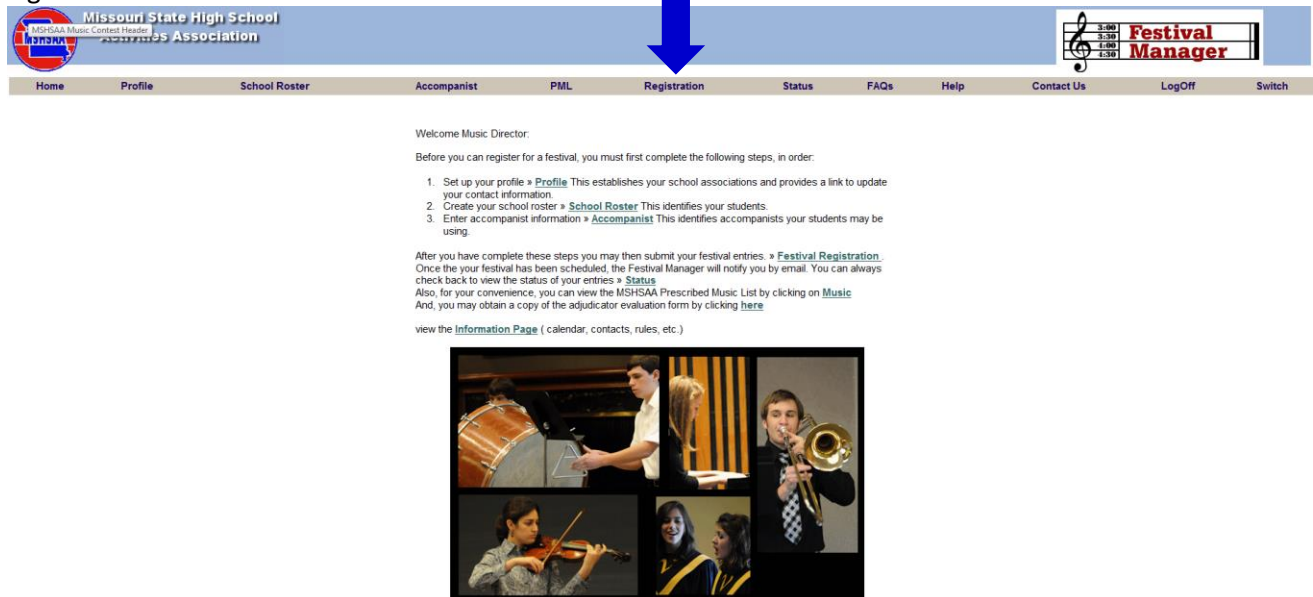 Missouri State High School
Activities Association
MSHSAA Music Contest Header
MSHSAA
3:00
3:30
4:00
4:30
Festival
Manager
Home Profile School Roster Accompanist PML Registration Status FAQs Help Contact Us LogOff Switch
Welcome Music Director:
Before you can register for a festival, you must first complete the following steps, in order:
1. Set up your profile » Profile This establishes your school associations and provides a link to update
your contact information.
2. Create your school roster » School Roster This identifies your students.
3. Enter accompanist information » Accompanist This identifies accompanists your students may be
using.
After you have complete these steps you may then submit your festival entries. » Festival Registration .
Once the your festival has been scheduled, the Festival Manager will notify you by email. You can always
check back to view the status of your entries » Status
Also, for your convenience, you can view the MSHSAA Prescribed Music List by clicking on Music
And, you may obtain a copy of the adjudicator evaluation form by clicking here
view the Information Page ( calendar, contacts, rules, etc.)